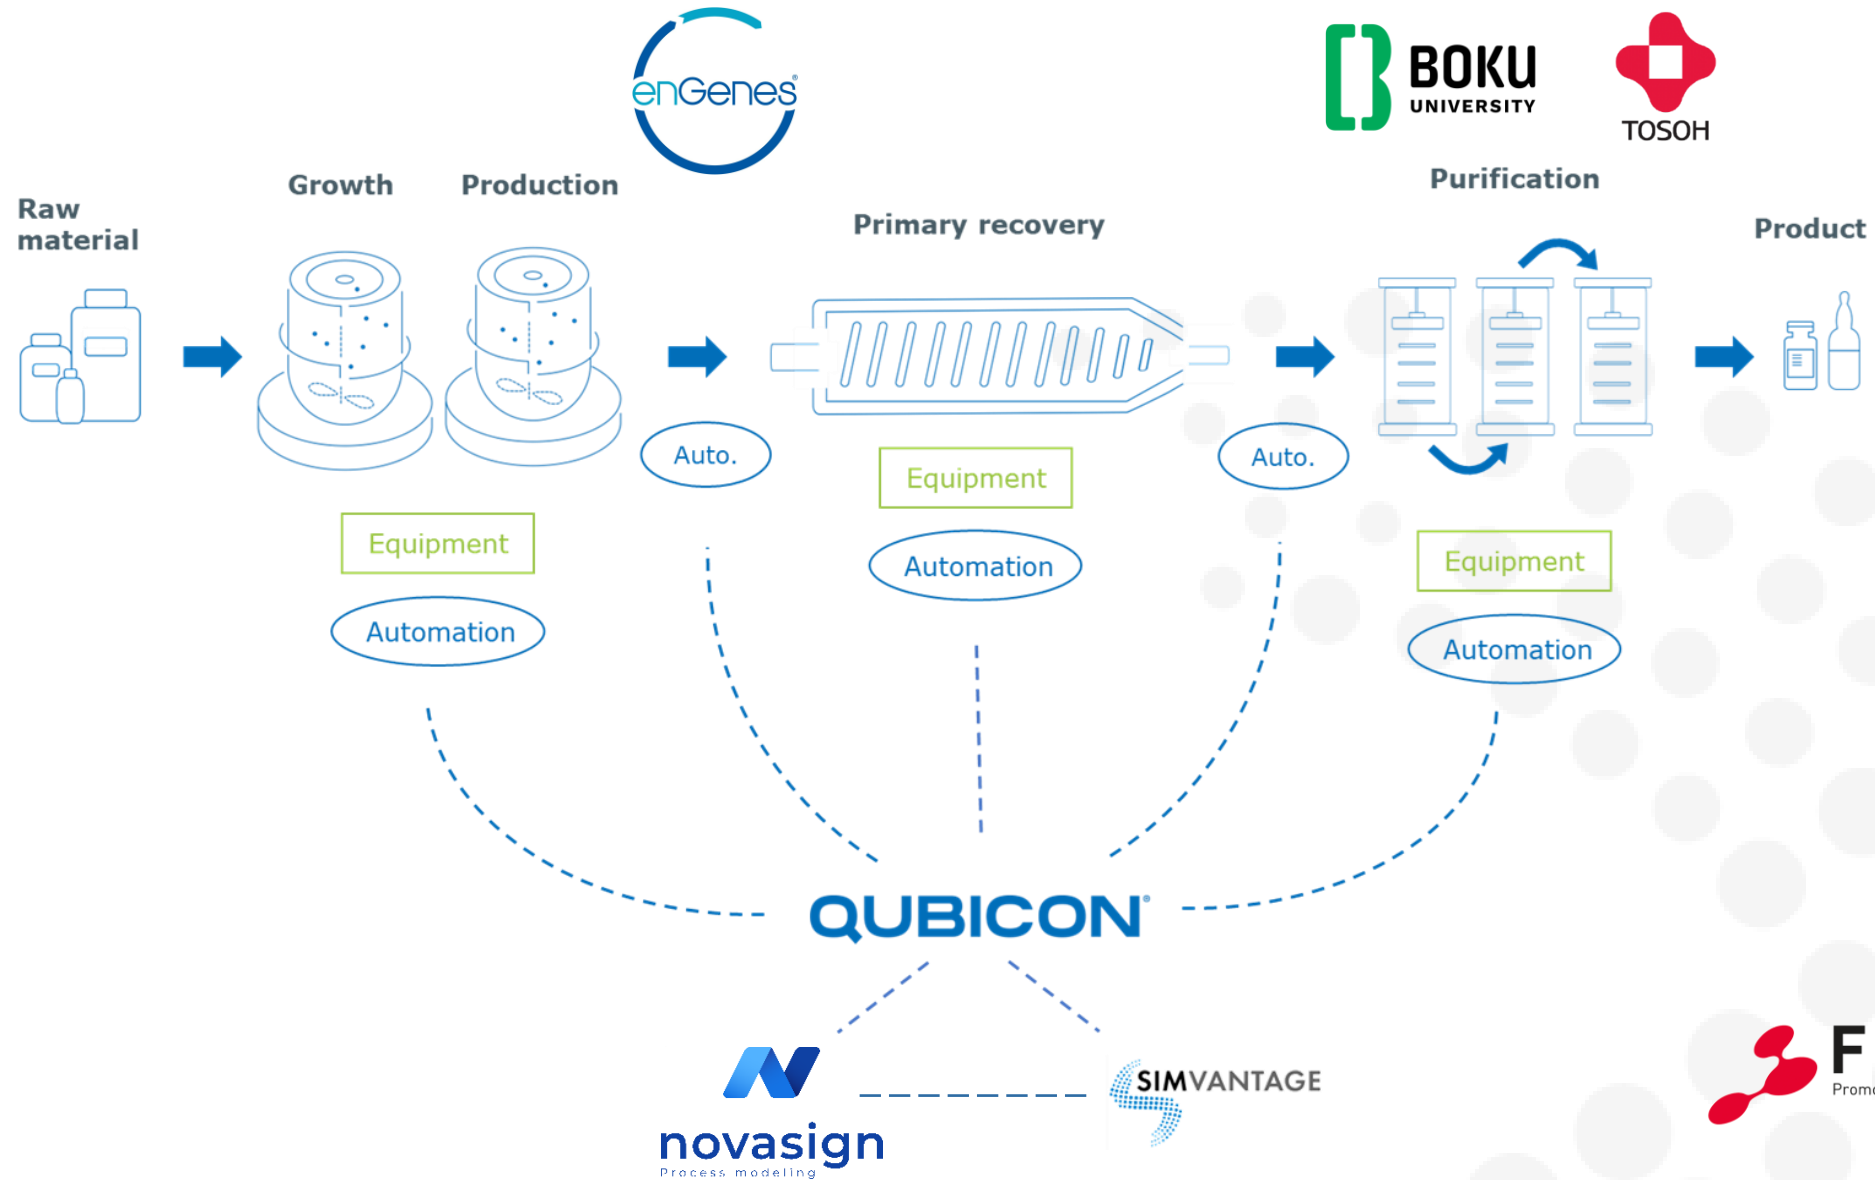 enGenes®
BOKU
UNIVERSITY
TOSOH
Raw
material
Growth
Production
Primary recovery
Purification
Product
Auto.
Auto.
Equipment
Equipment
Equipment
Automation
Automation
Automation
QUBICON®
novasign
Process modeling
SIMVANTAGE
F
Promo